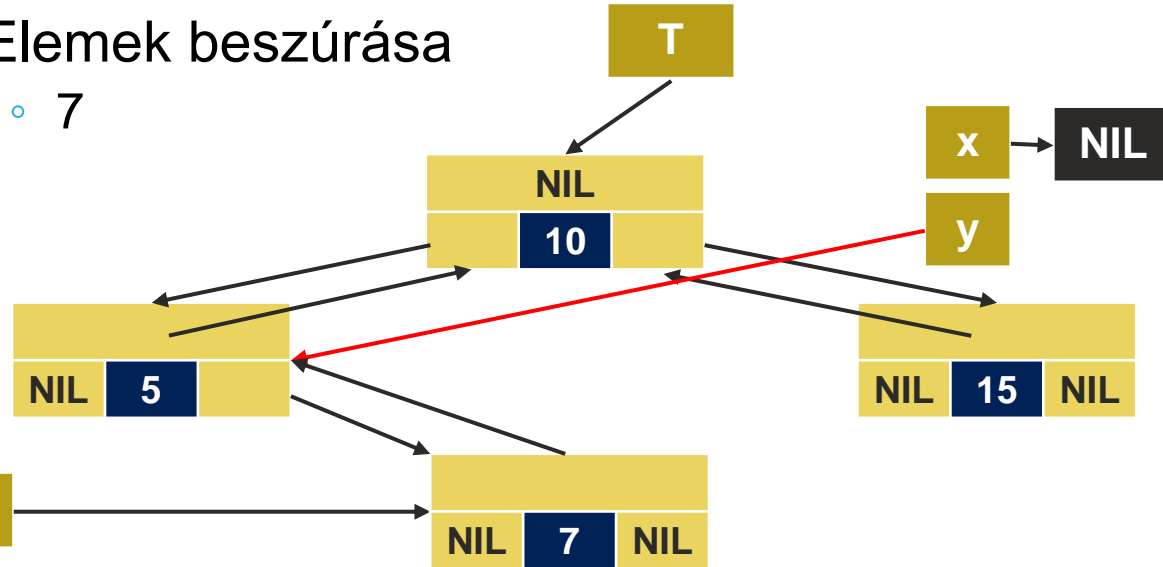 Elemek beszúrása
◦ 7
T
x NIL
NIL
y
10
NIL 5
NIL 15 NIL
NIL 7 NIL